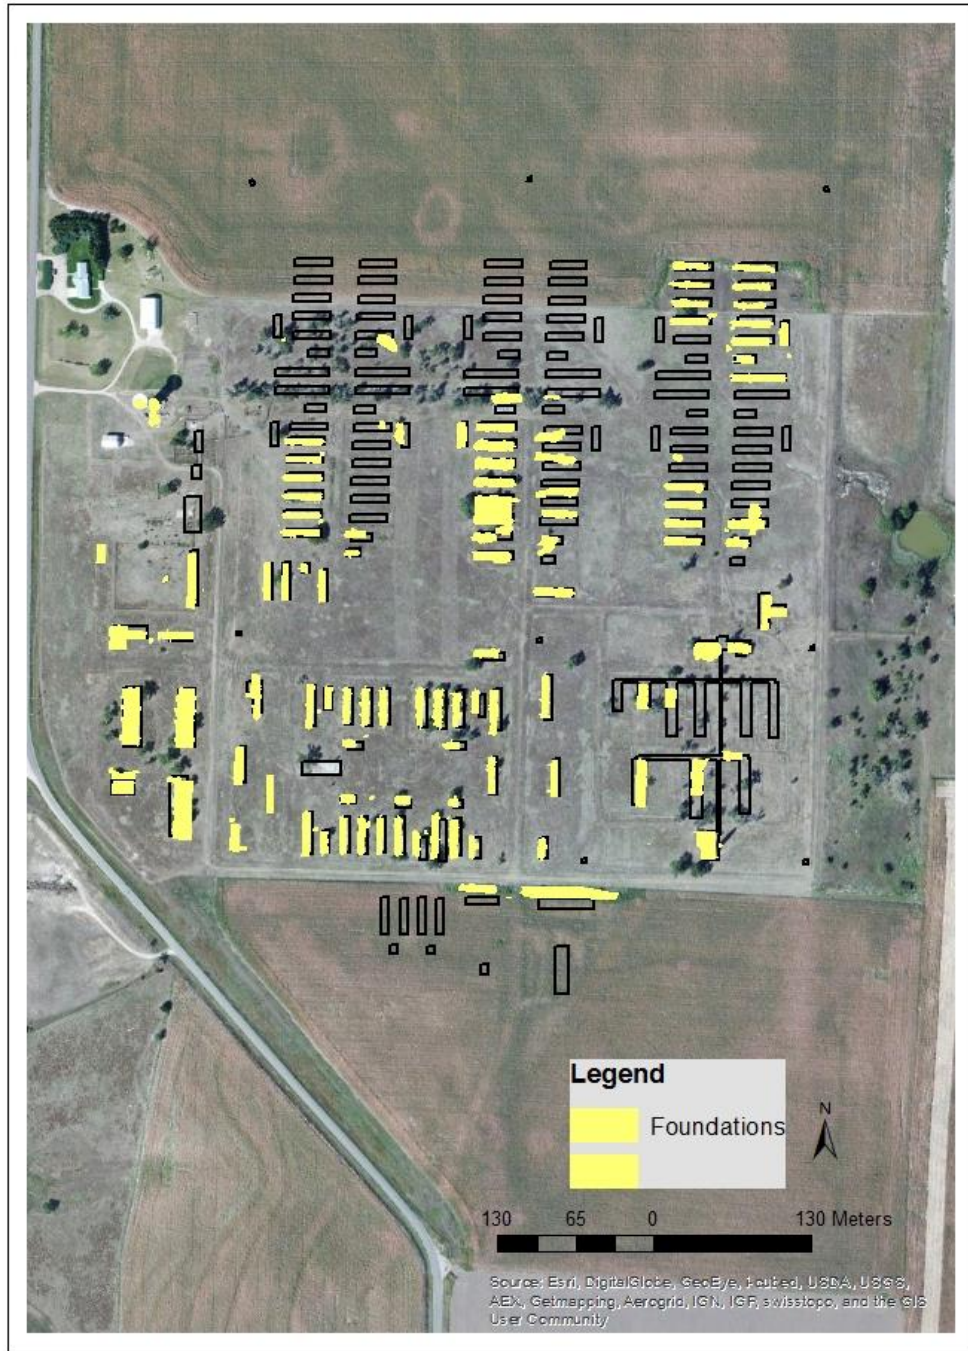 Legend
Foundations
N
130 65 0 130 Meters
Source: Esri, DigitalGlobe, GeoEye, i-cubed, USDA, USGS,
AEX, Getmapping, Aerogrid, IGN, IGP, swisstopo, and the GIS
User Community